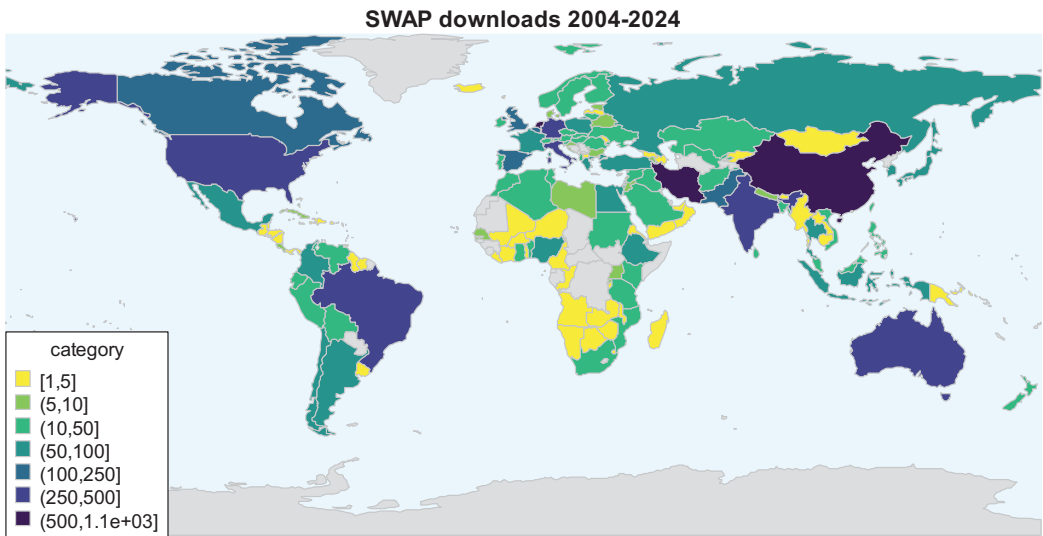 SWAP downloads 2004-2024
category
[1,5]
(5,10]
(10,50]
(50,100]
(100,250]
(250,500]
(500,1.1e+03]